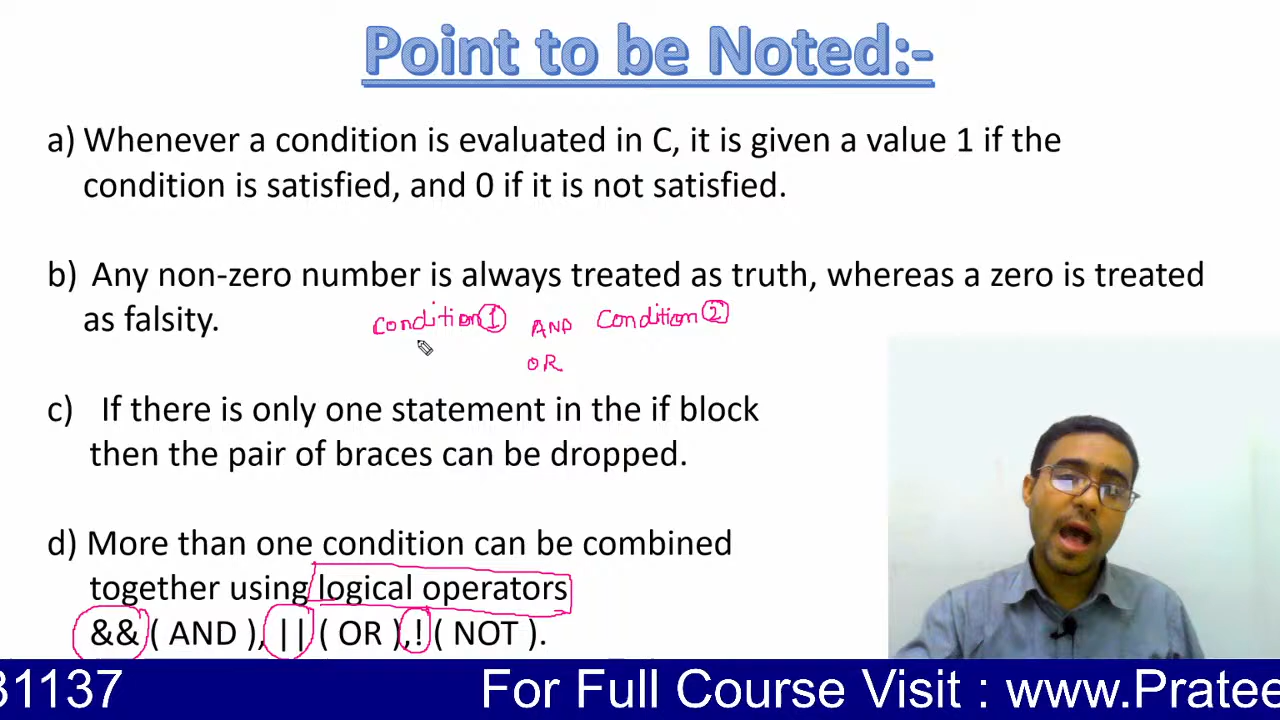 Point to be Noted:-
a) Whenever a condition is evaluated in C, it is given a value 1 if the
condition is satisfied, and 0 if it is not satisfied.
b) Any non-zero number is always treated as truth, whereas a zero is treated
as falsity.
condition 1 AND condition 2
OR
c) If there is only one statement in the if block
then the pair of braces can be dropped.
d) More than one condition can be combined
together using logical operators
&& ( AND ), || ( OR ),! ( NOT ).
31137 For Full Course Visit : www.Pratee